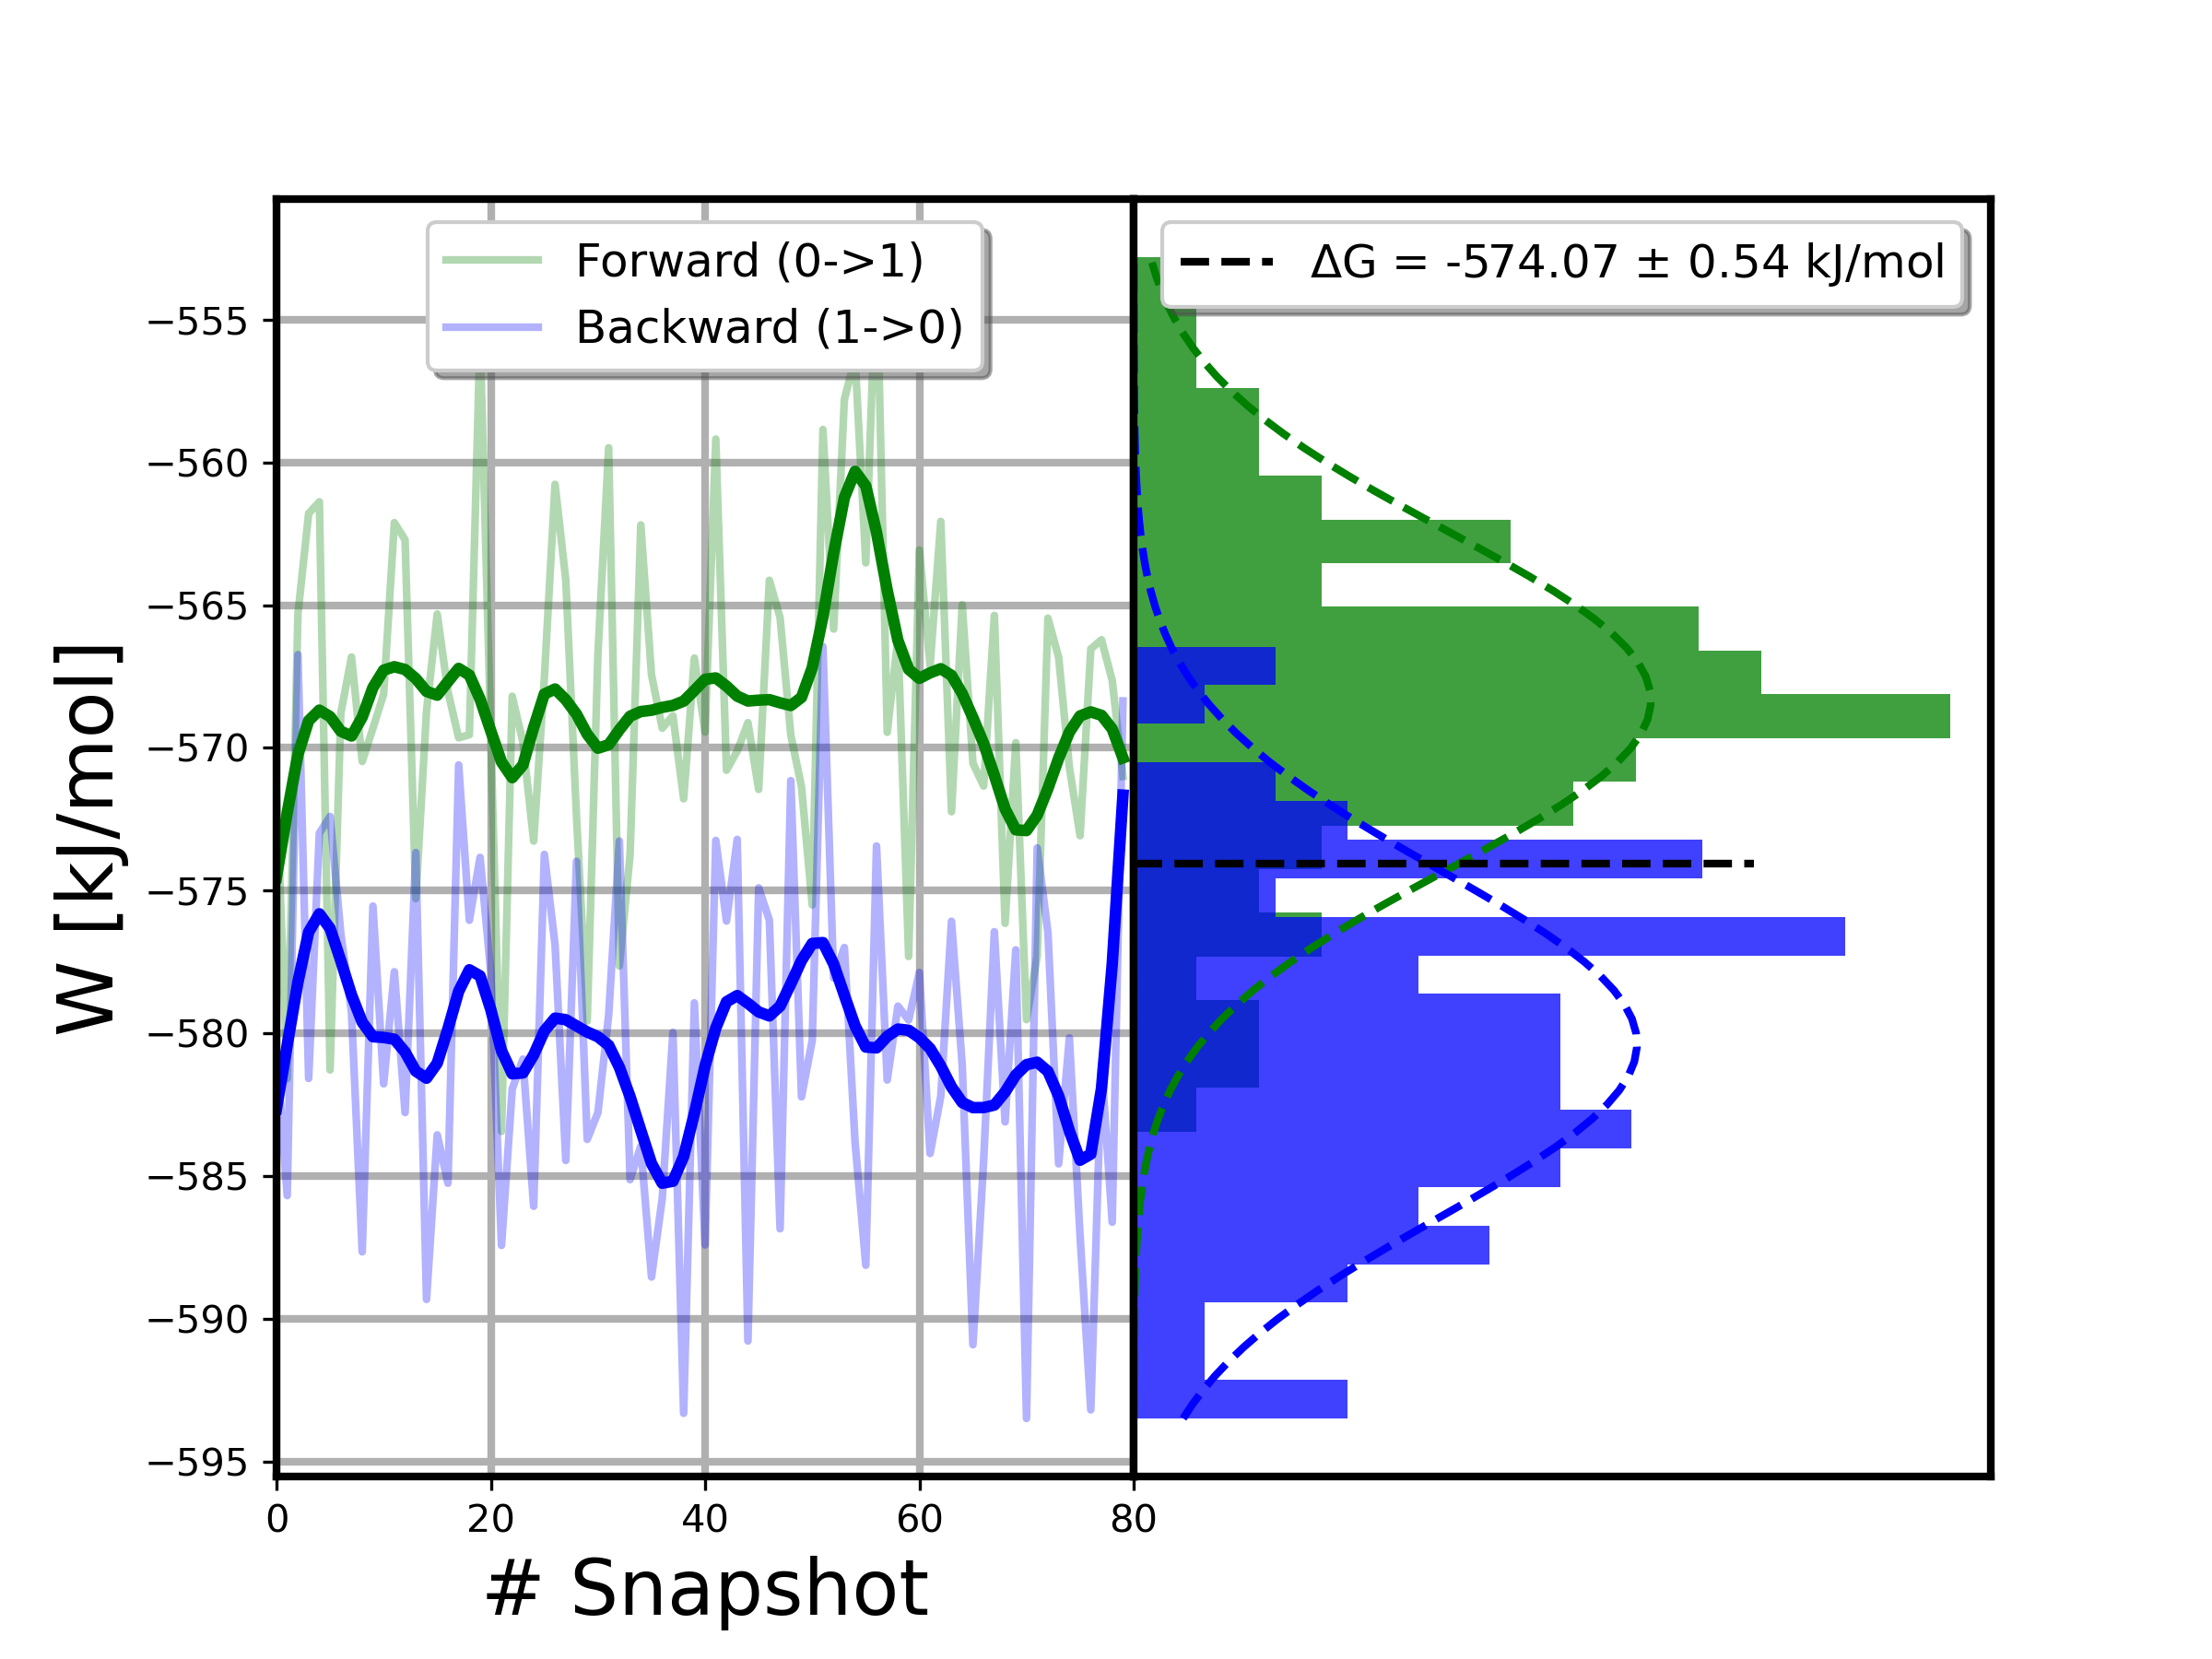 Forward (0->1)
Backward (1->0)
ΔG = -574.07 ± 0.54 kJ/mol
W [kJ/mol]
−555
−560
−565
−570
−575
−580
−585
−590
−595
0 20 40 60 80
# Snapshot